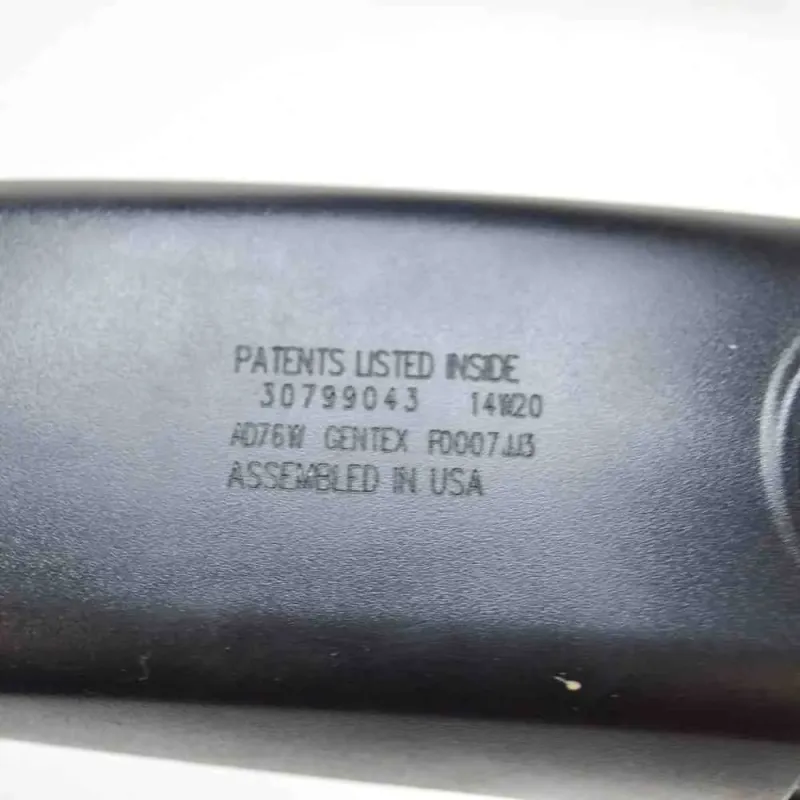 PATENTS LISTED INSIDE
30799043 14W20
AD76W GENTEX F0007JJ3
ASSEMBLED IN USA